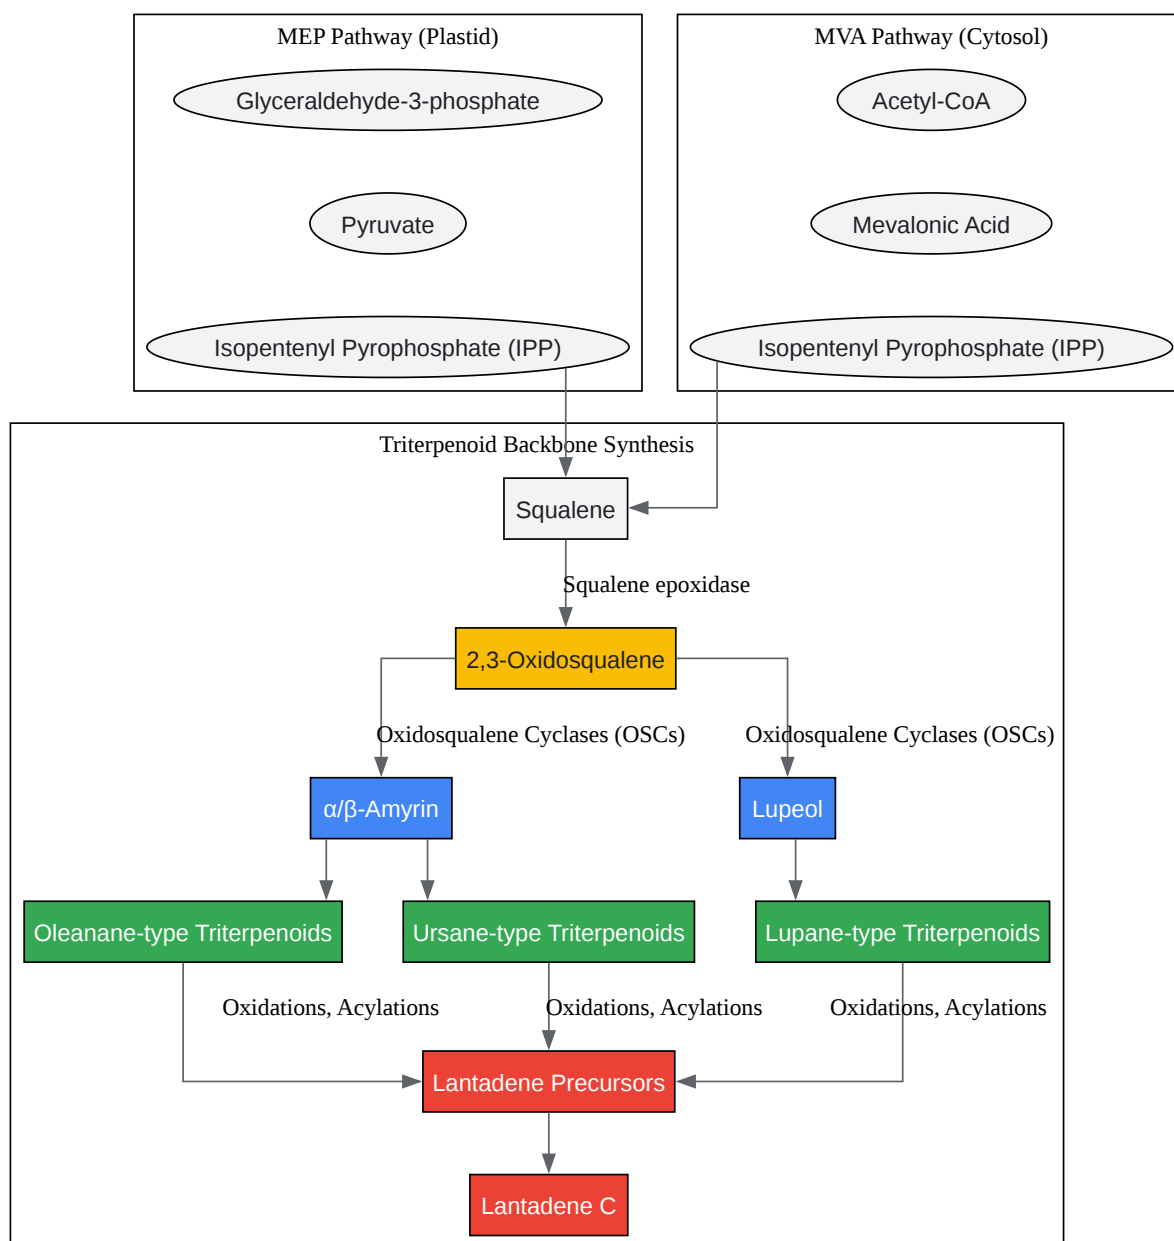 MEP Pathway (Plastid)
Glyceraldehyde-3-phosphate
Pyruvate
Isopentenyl Pyrophosphate (IPP)
MVA Pathway (Cytosol)
Acetyl-CoA
Mevalonic Acid
Isopentenyl Pyrophosphate (IPP)
Triterpenoid Backbone Synthesis
Squalene
Squalene epoxidase
2,3-Oxidosqualene
Oxidosqualene Cyclases (OSCs)
Oxidosqualene Cyclases (OSCs)
α/β-Amyrin
Lupeol
Oleanane-type Triterpenoids
Ursane-type Triterpenoids
Lupane-type Triterpenoids
Oxidations, Acylations
Oxidations, Acylations
Oxidations, Acylations
Lantadene Precursors
Lantadene C